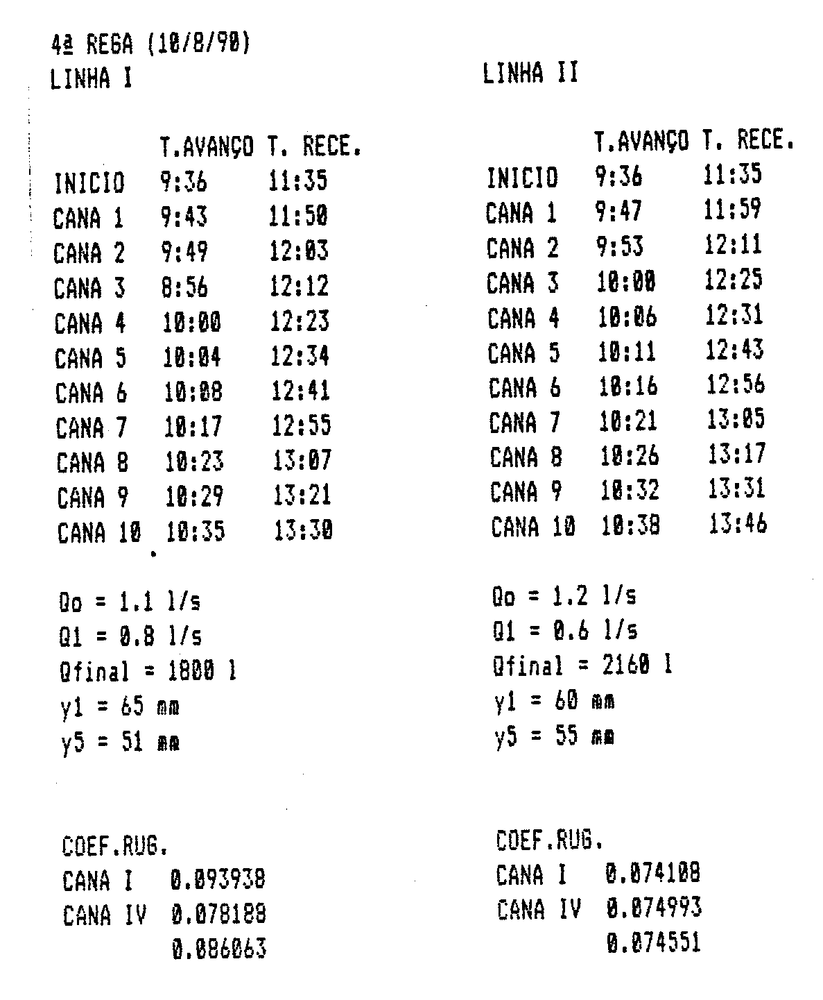 4ª REGA (10/8/90)
LINHA I
T.AVANÇO T. RECE.
INICIO 9:36 11:35
CANA 1 9:43 11:50
CANA 2 9:49 12:03
CANA 3 8:56 12:12
CANA 4 10:00 12:23
CANA 5 10:04 12:34
CANA 6 10:08 12:41
CANA 7 10:17 12:55
CANA 8 10:23 13:07
CANA 9 10:29 13:21
CANA 10 10:35 13:30
Qo = 1.1 l/s
Q1 = 0.8 l/s
Qfinal = 1800 l
y1 = 65 mm
y5 = 51 mm
COEF.RUG.
CANA I 0.093938
CANA IV 0.078188
0.086063
LINHA II
T.AVANÇO T. RECE.
INICIO 9:36 11:35
CANA 1 9:47 11:59
CANA 2 9:53 12:11
CANA 3 10:00 12:25
CANA 4 10:06 12:31
CANA 5 10:11 12:43
CANA 6 10:16 12:56
CANA 7 10:21 13:05
CANA 8 10:26 13:17
CANA 9 10:32 13:31
CANA 10 10:38 13:46
Qo = 1.2 l/s
Q1 = 0.6 l/s
Qfinal = 2160 l
y1 = 60 mm
y5 = 55 mm
COEF.RUG.
CANA I 0.074108
CANA IV 0.074993
0.074551